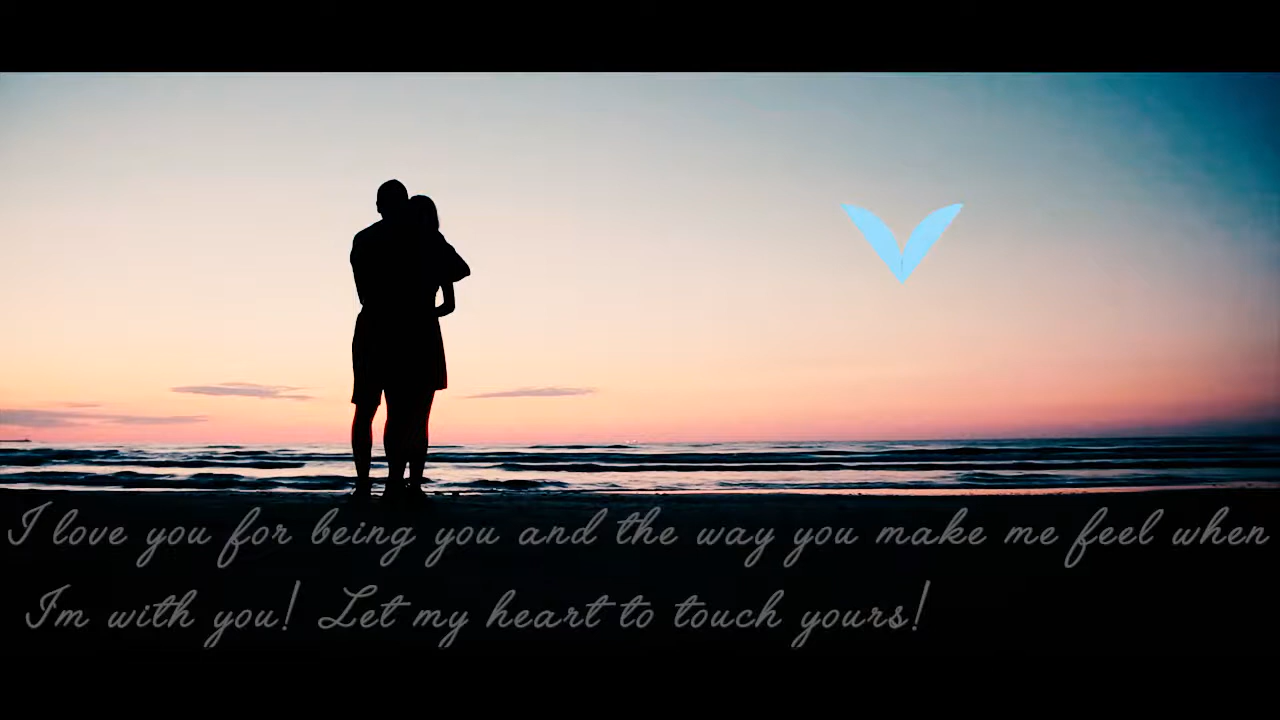 I love you for being you and the way you make me feel when
I'm with you! Let my heart to touch yours!